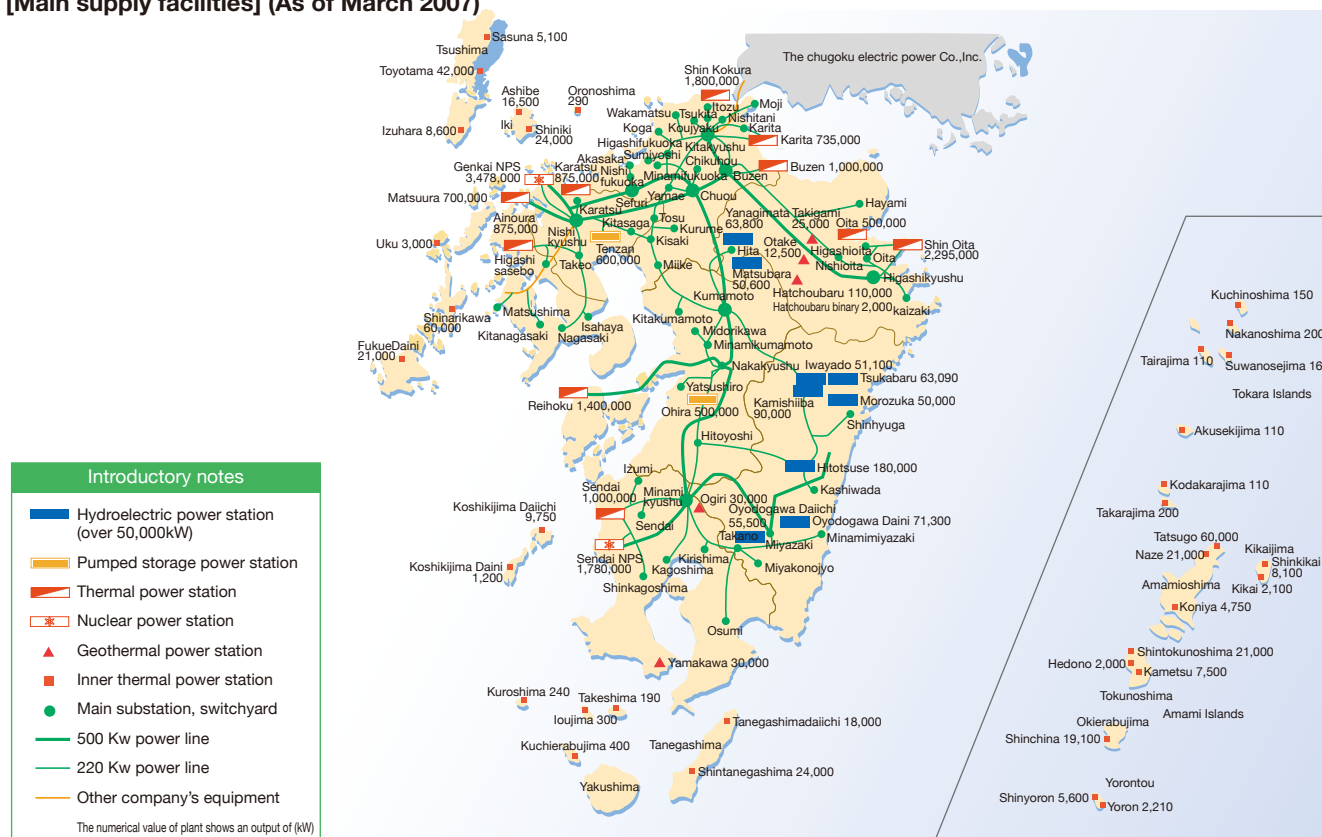 [Main supply facilities] (As of March 2007)
Sasuna 5,100
Tsushima
Toyotama 42,000
Izuhara 8,600
Ashibe
16,500
Iki
Shiniki
24,000
Oronoshima
290
The chugoku electric power Co.,Inc.
Shin Kokura
1,800,000
Itozu
Moji
Wakamatsu
Tsukita
Nishitani
Koga
Koujyaku
Karita
Higashifukuoka
Kitakyushu
Karita 735,000
Sumiyoshi
Akasaka
Chikuhou
Nishi
fukuoka
Minamifukuoka
Buzen
Buzen 1,000,000
Genkai NPS
3,478,000
Karatsu
875,000
Yamae
Chuou
Sefuri
Matsuura 700,000
Karatsu
Ainoura
875,000
Kitasaga
Tosu
Kurume
Yanagimata
63,800
Takigami
25,000
Hayami
Oita 500,000
Uku 3,000
Nishi
kyushu
Kisaki
Tenzan
600,000
Hita
Otake
12,500
Higashioita
Oita
Shin Oita
2,295,000
Higashi
sasebo
Takeo
Miike
Matsubara
50,600
Nishioita
Higashikyushu
Hatchoubaru 110,000
Hatchoubaru binary 2,000
kaizaki
Kumamoto
Shinarikawa
60,000
Matsushima
Kitanagasaki
Isahaya
Nagasaki
Kitakumamoto
Midorikawa
Minamikumamoto
FukueDaini
21,000
Nakakyushu
Iwayado 51,100
Tsukabaru 63,090
Yatsushiro
Kamishiiba
90,000
Morozuka 50,000
Reihoku 1,400,000
Ohira 500,000
Shinhyuga
Hitoyoshi
Hitotsuse 180,000
Izumi
Kashiwada
Sendai
1,000,000
Minami
kyushu
Ogiri 30,000
Oyodogawa Daiichi
55,500
Oyodogawa Daini 71,300
Sendai
Takano
Miyazaki
Minamimiyazaki
Sendai NPS
1,780,000
Kirishima
Kagoshima
Miyakonojyo
Shinkagoshima
Koshikijima Daiichi
9,750
Koshikijima Daini
1,200
Osumi
Yamakawa 30,000
Kuroshima 240
Takeshima 190
Ioujima 300
Tanegashimadaiichi 18,000
Kuchierabujima 400
Tanegashima
Shintanegashima 24,000
Yakushima
Kuchinoshima 150
Nakanoshima 200
Tairajima 110
Suwanosejima 16
Tokara Islands
Akusekijima 110
Kodakarajima 110
Takarajima 200
Tatsugo 60,000
Naze 21,000
Kikaijima
Shinkikai
8,100
Amamioshima
Kikai 2,100
Koniya 4,750
Shintokunoshima 21,000
Hedono 2,000
Kametsu 7,500
Tokunoshima
Amami Islands
Okierabujima
Shinchina 19,100
Yorontou
Shinyoron 5,600
Yoron 2,210
Introductory notes
Hydroelectric power station
(over 50,000kW)
Pumped storage power station
Thermal power station
Nuclear power station
Geothermal power station
Inner thermal power station
Main substation, switchyard
500 Kw power line
220 Kw power line
Other company's equipment
The numerical value of plant shows an output of (kW)